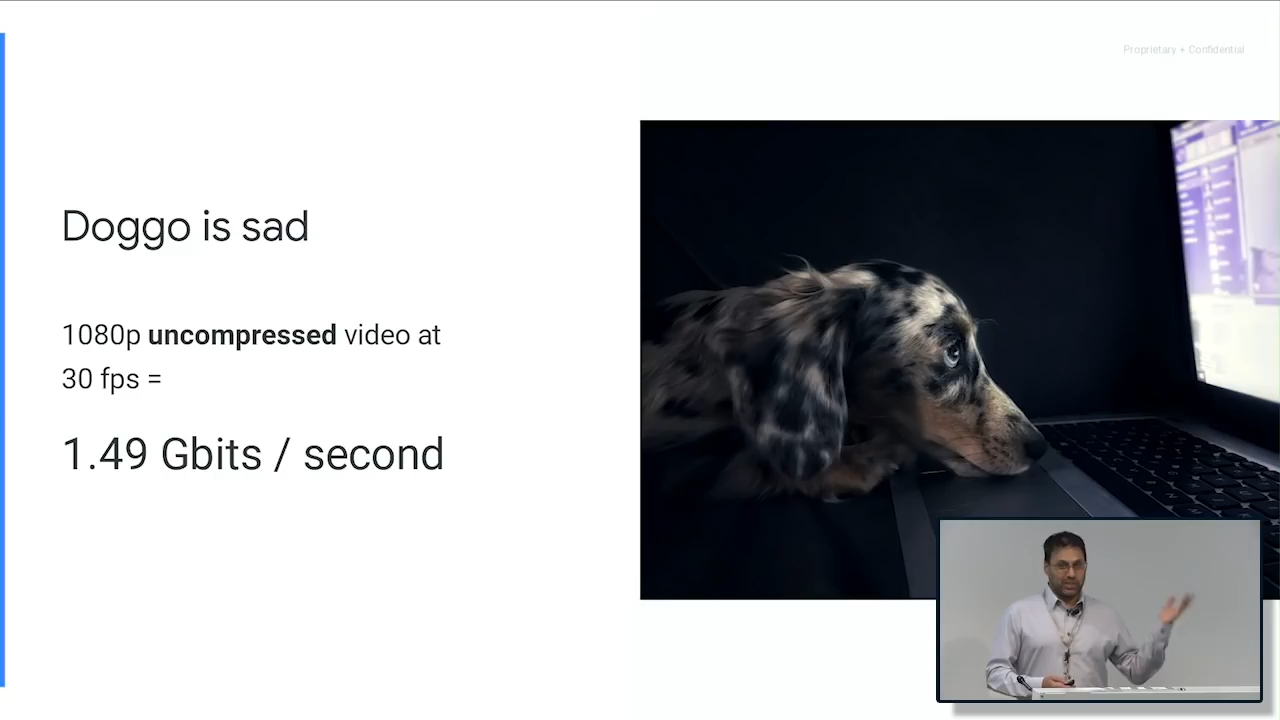 Proprietary + Confidential
Doggo is sad
1080p uncompressed video at
30 fps =
1.49 Gbits / second